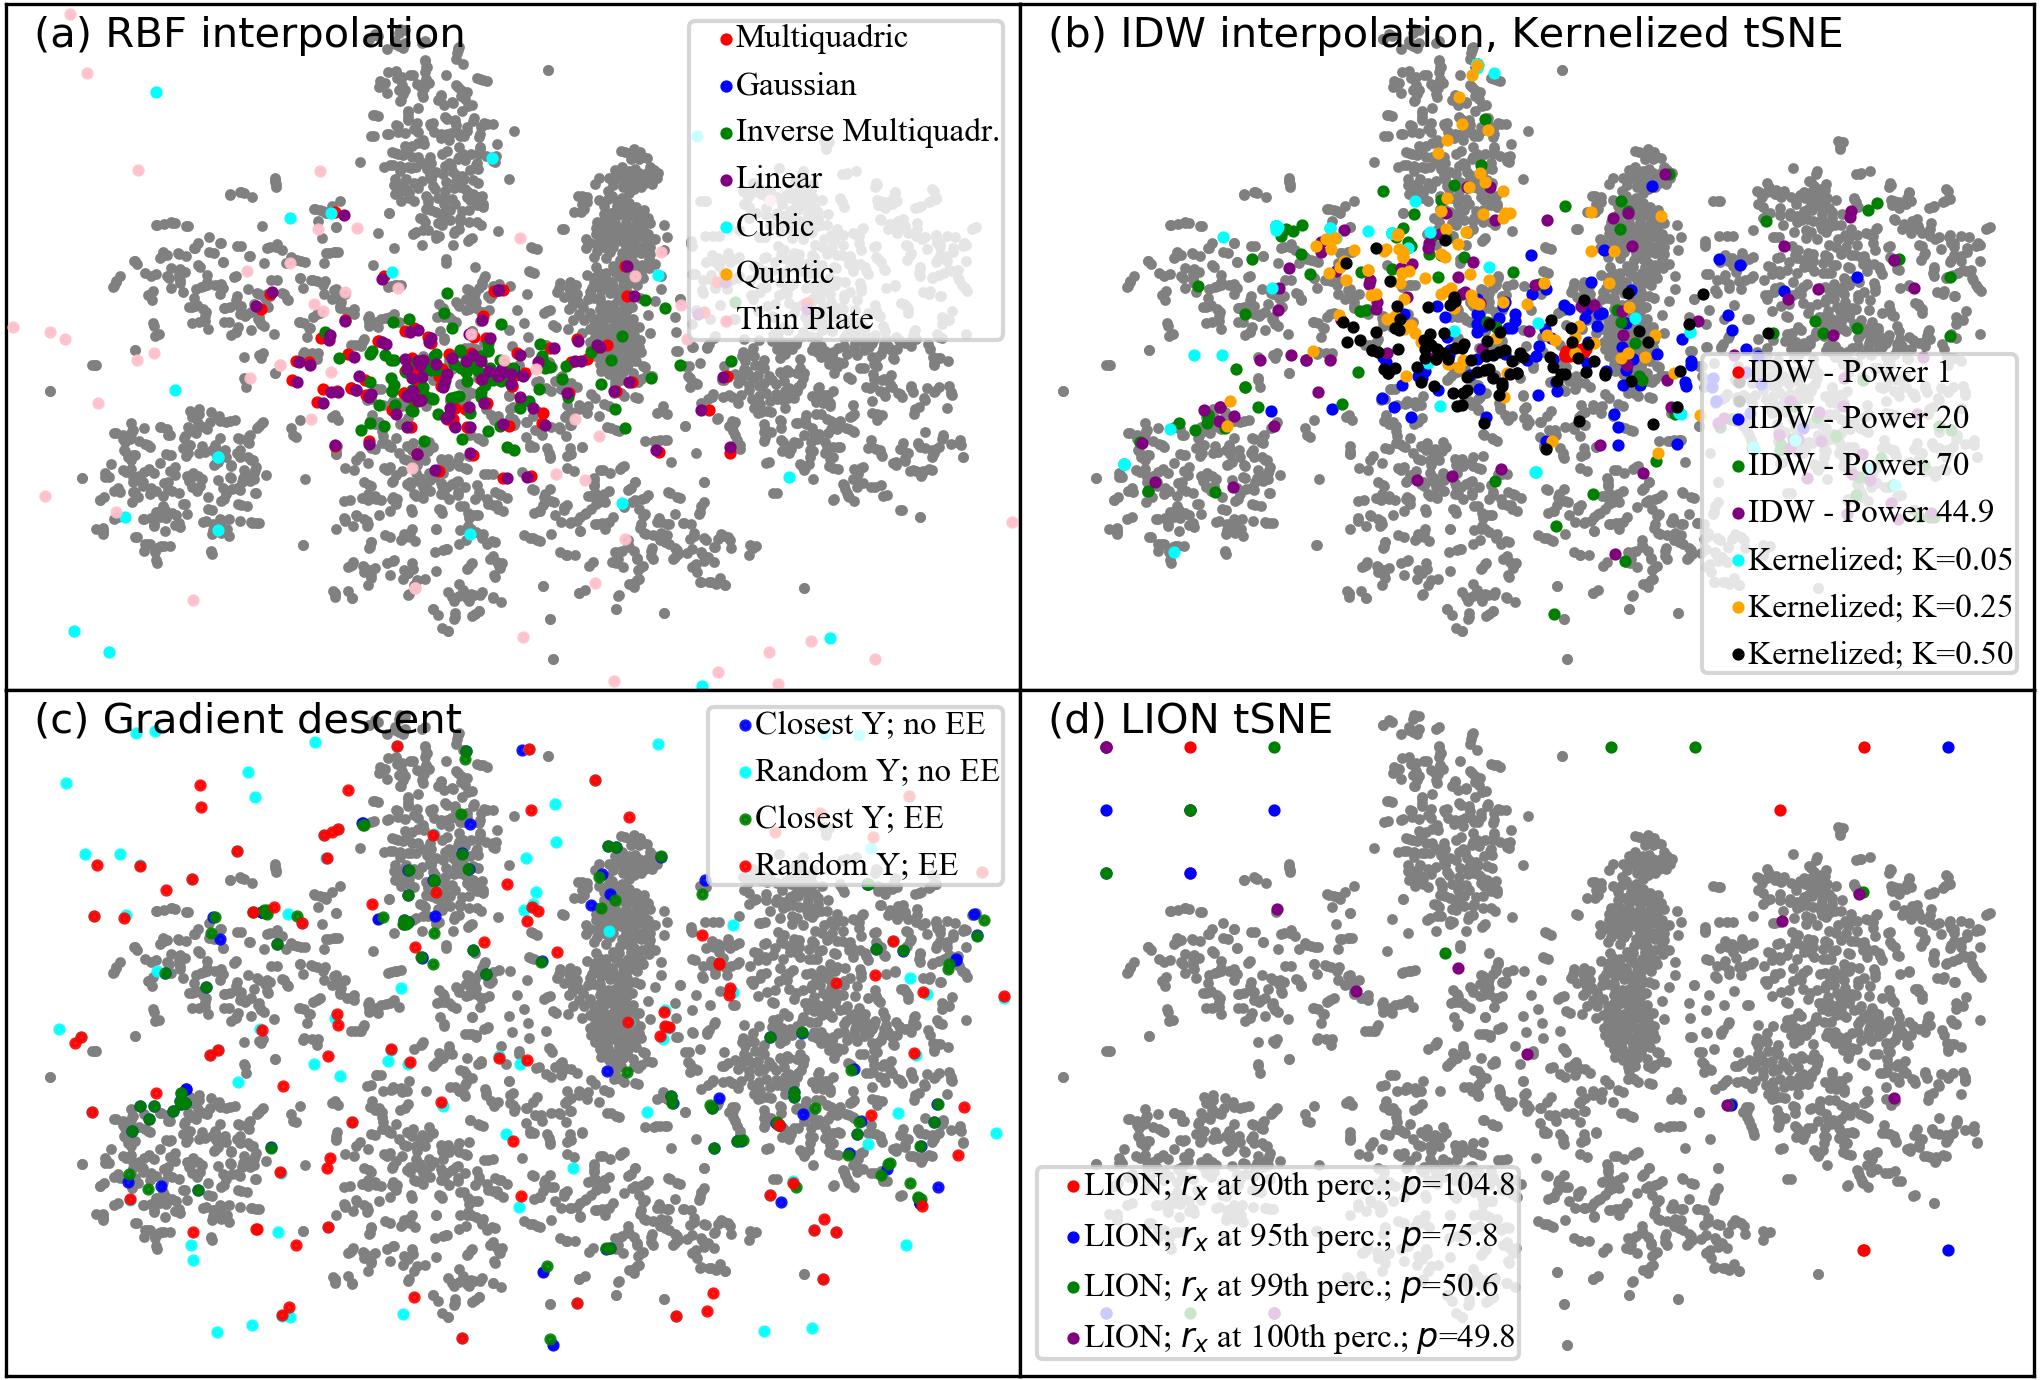 (a) RBF interpolation
Multiquadric
Gaussian
Inverse Multiquadr.
Linear
Cubic
Quintic
Thin Plate
(b) IDW interpolation, Kernelized tSNE
IDW - Power 1
IDW - Power 20
IDW - Power 70
IDW - Power 44.9
Kernelized; K=0.05
Kernelized; K=0.25
Kernelized; K=0.50
(c) Gradient descent
Closest Y; no EE
Random Y; no EE
Closest Y; EE
Random Y; EE
(d) LION tSNE
LION; rₓ at 90th perc.; p=104.8
LION; rₓ at 95th perc.; p=75.8
LION; rₓ at 99th perc.; p=50.6
LION; rₓ at 100th perc.; p=49.8